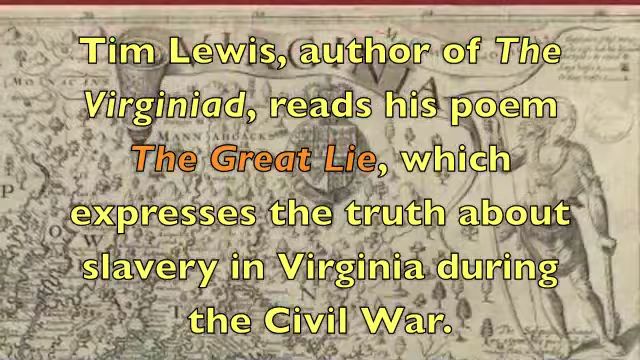 Tim Lewis, author of The
Virginiad, reads his poem
The Great Lie, which
expresses the truth about
slavery in Virginia during
the Civil War.